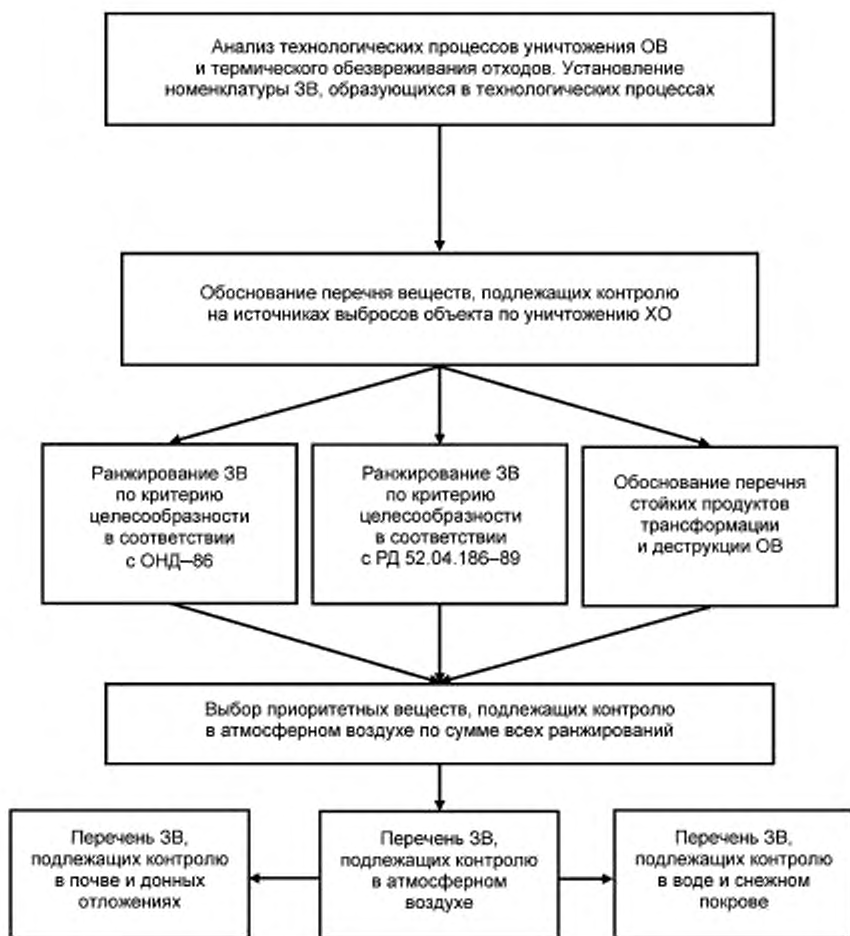 Анализ технологических процессов уничтожения ОВ
и термического обезвреживания отходов. Установление
номенклатуры ЗВ, образующихся в технологических процессах
Обоснование перечня веществ, подлежащих контролю
на источниках выбросов объекта по уничтожению ХО
Ранжирование ЗВ
по критерию
целесообразности
в соответствии
с ОНД–86
Ранжирование ЗВ
по критерию
целесообразности
в соответствии
с РД 52.04.186–89
Обоснование перечня
стойких продуктов
трансформации
и деструкции ОВ
Выбор приоритетных веществ, подлежащих контролю
в атмосферном воздухе по сумме всех ранжирований
Перечень ЗВ,
подлежащих контролю
в почве и донных
отложениях
Перечень ЗВ,
подлежащих контролю
в атмосферном
воздухе
Перечень ЗВ,
подлежащих контролю
в воде и снежном
покрове